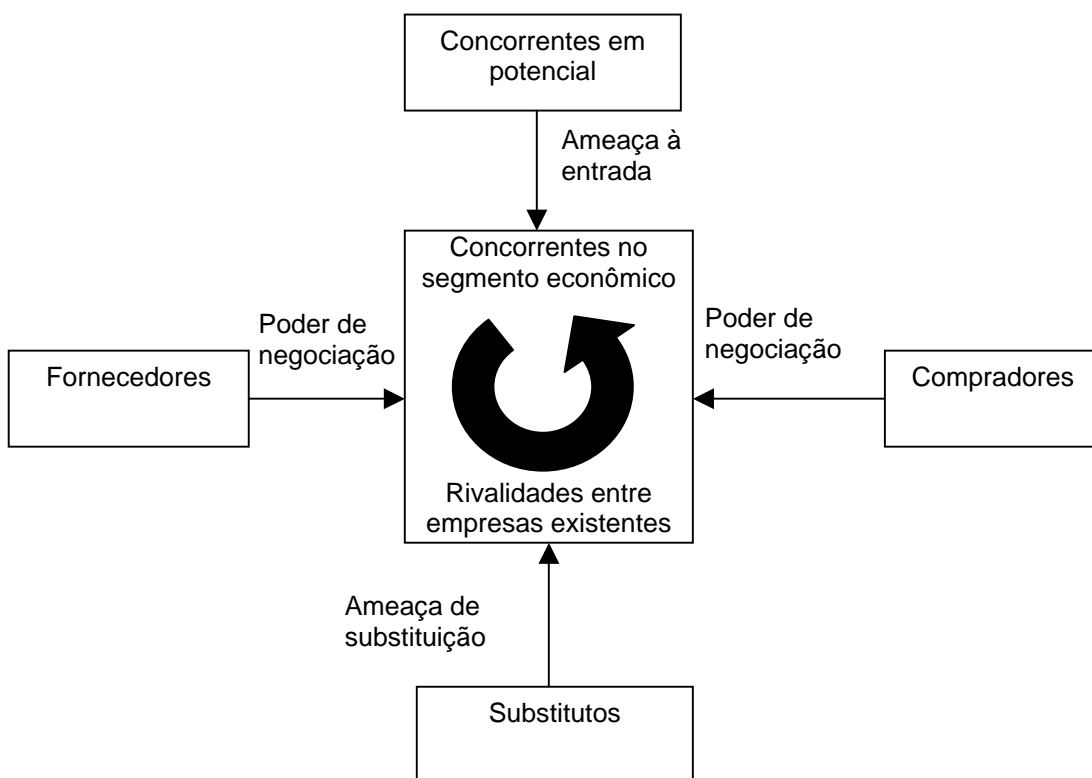 Concorrentes em
potencial
Ameaça à
entrada
Concorrentes no
segmento econômico
Poder de
negociação
Fornecedores
Poder de
negociação
Compradores
Rivalidades entre
empresas existentes
Ameaça de
substituição
Substitutos